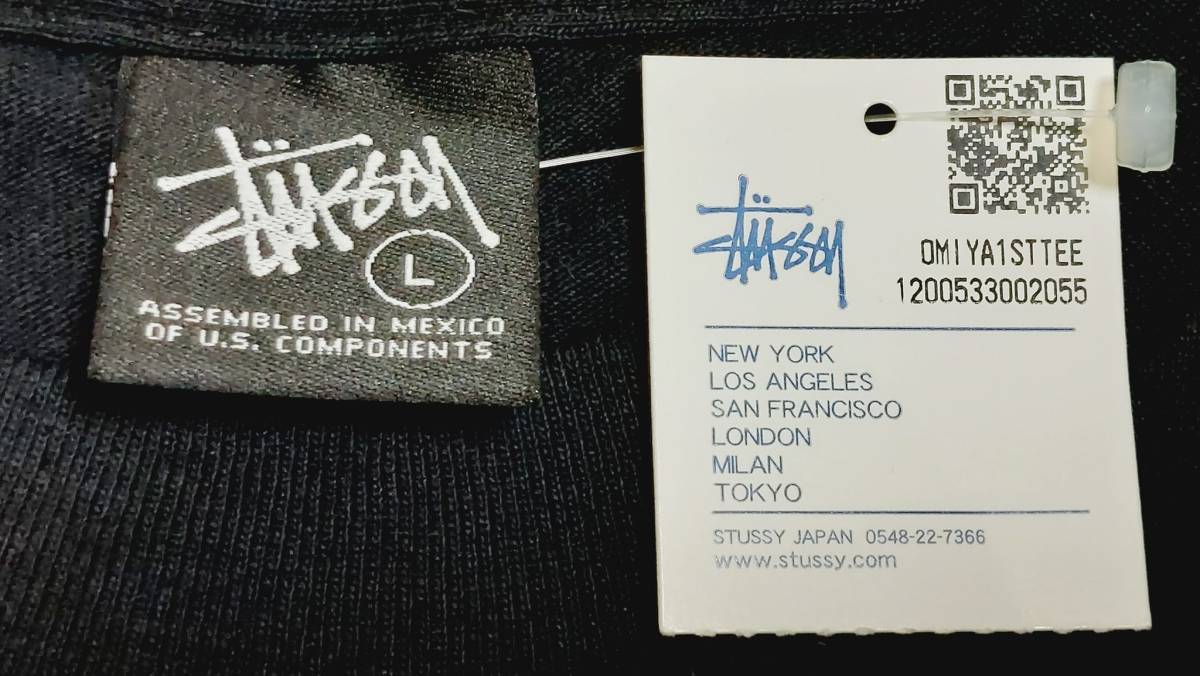 Stüssy
L
ASSEMBLED IN MEXICO
OF U.S. COMPONENTS
Stüssy
OMIYA1STTEE
1200533002055
NEW YORK
LOS ANGELES
SAN FRANCISCO
LONDON
MILAN
TOKYO
STUSSY JAPAN 0548-22-7366
www.stussy.com